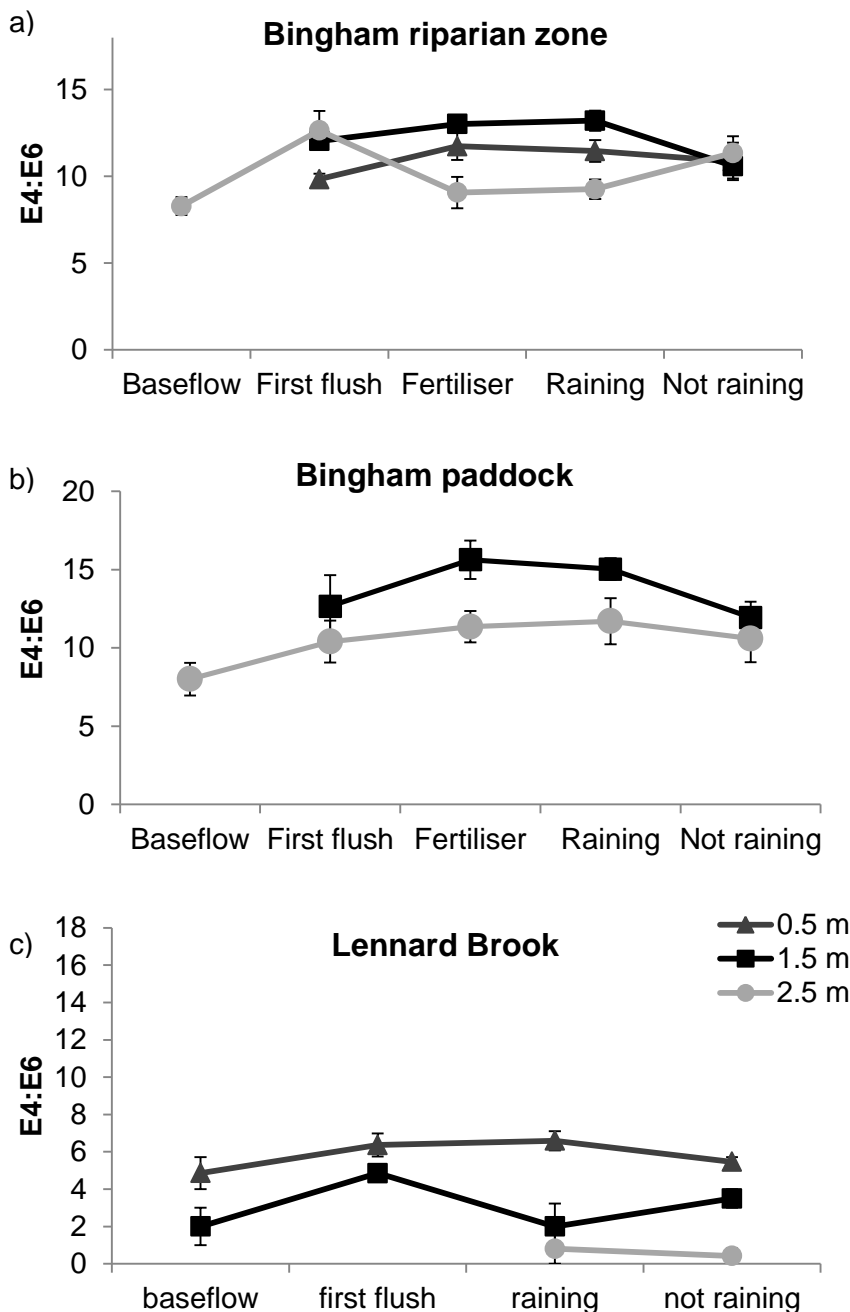 a)
Bingham riparian zone
15
10
5
0
E4:E6
Baseflow First flush Fertiliser Raining Not raining
b)
Bingham paddock
20
15
10
5
0
E4:E6
Baseflow First flush Fertiliser Raining Not raining
c)
Lennard Brook
0.5 m
1.5 m
2.5 m
18
16
14
12
10
8
6
4
2
0
E4:E6
baseflow first flush raining not raining